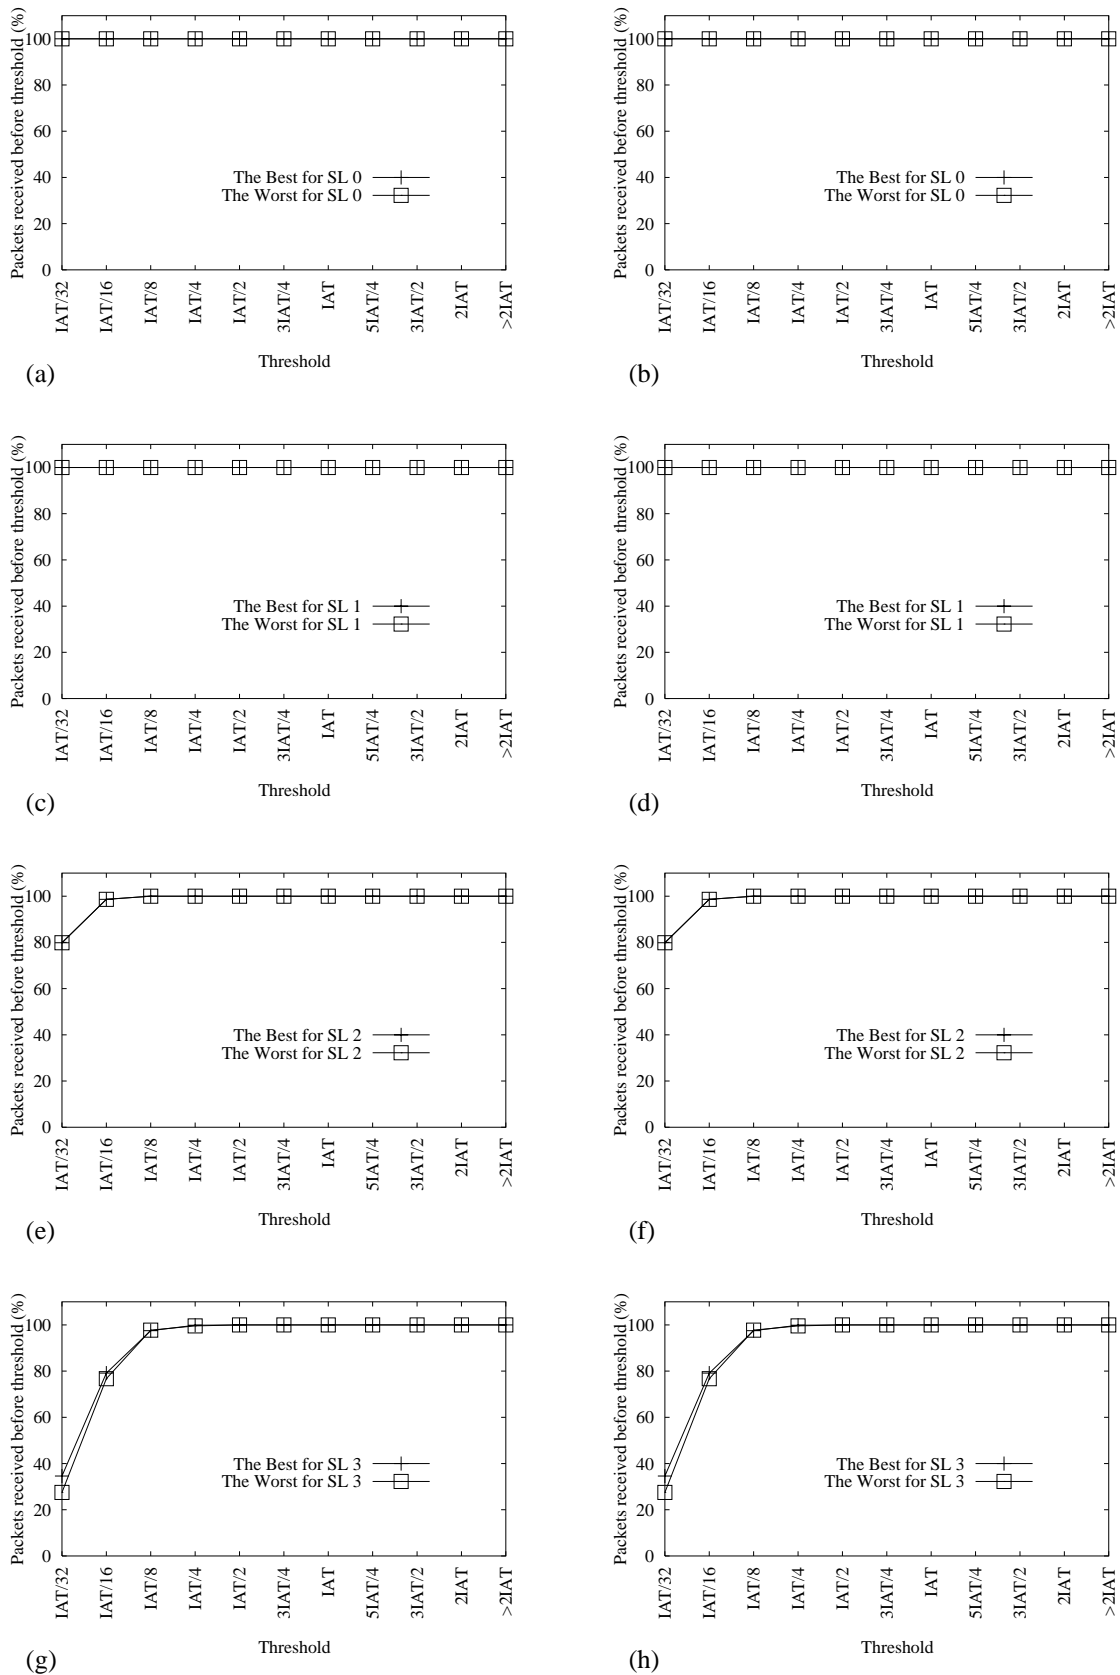 Packets received before threshold (%)
100
80
60
40
20
0
The Best for SL 0
The Worst for SL 0
IAT/32
IAT/16
IAT/8
IAT/4
IAT/2
3IAT/4
IAT
5IAT/4
3IAT/2
2IAT
>2IAT
Threshold
(a)
Packets received before threshold (%)
100
80
60
40
20
0
The Best for SL 0
The Worst for SL 0
IAT/32
IAT/16
IAT/8
IAT/4
IAT/2
3IAT/4
IAT
5IAT/4
3IAT/2
2IAT
>2IAT
Threshold
(b)
Packets received before threshold (%)
100
80
60
40
20
0
The Best for SL 1
The Worst for SL 1
IAT/32
IAT/16
IAT/8
IAT/4
IAT/2
3IAT/4
IAT
5IAT/4
3IAT/2
2IAT
>2IAT
Threshold
(c)
Packets received before threshold (%)
100
80
60
40
20
0
The Best for SL 1
The Worst for SL 1
IAT/32
IAT/16
IAT/8
IAT/4
IAT/2
3IAT/4
IAT
5IAT/4
3IAT/2
2IAT
>2IAT
Threshold
(d)
Packets received before threshold (%)
100
80
60
40
20
0
The Best for SL 2
The Worst for SL 2
IAT/32
IAT/16
IAT/8
IAT/4
IAT/2
3IAT/4
IAT
5IAT/4
3IAT/2
2IAT
>2IAT
Threshold
(e)
Packets received before threshold (%)
100
80
60
40
20
0
The Best for SL 2
The Worst for SL 2
IAT/32
IAT/16
IAT/8
IAT/4
IAT/2
3IAT/4
IAT
5IAT/4
3IAT/2
2IAT
>2IAT
Threshold
(f)
Packets received before threshold (%)
100
80
60
40
20
0
The Best for SL 3
The Worst for SL 3
IAT/32
IAT/16
IAT/8
IAT/4
IAT/2
3IAT/4
IAT
5IAT/4
3IAT/2
2IAT
>2IAT
Threshold
(g)
Packets received before threshold (%)
100
80
60
40
20
0
The Best for SL 3
The Worst for SL 3
IAT/32
IAT/16
IAT/8
IAT/4
IAT/2
3IAT/4
IAT
5IAT/4
3IAT/2
2IAT
>2IAT
Threshold
(h)